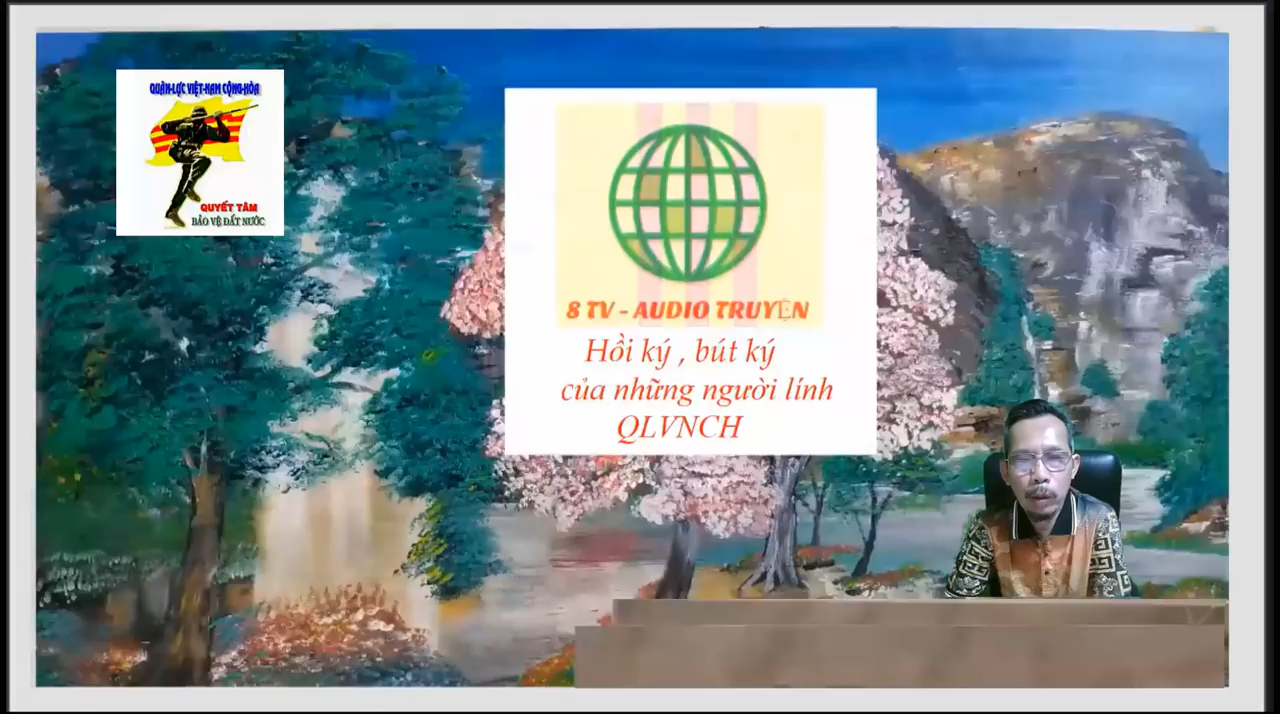 QUÂN-LỰC VIỆT-NAM CỘNG-HÒA
QUYẾT TÂM
BẢO VỆ ĐẤT NƯỚC
8 TV - AUDIO TRUYỆN
Hồi ký , bút ký
của những người lính
QLVNCH